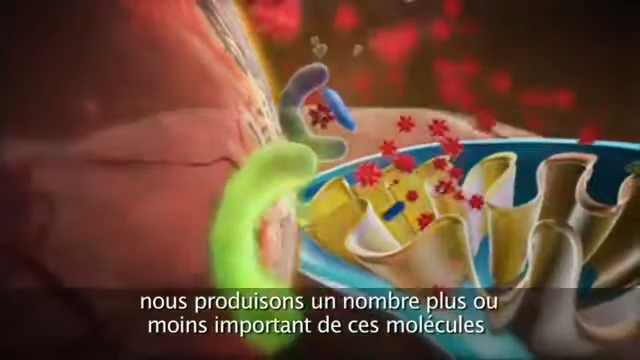 nous produisons un nombre plus ou
moins important de ces molécules